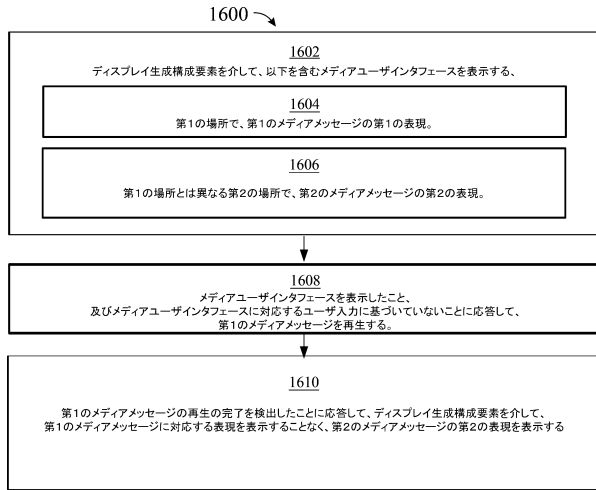 1600
1602
ディスプレイ生成構成要素を介して、以下を含むメディアユーザインタフェースを表示する、
1604
第1の場所で、第1のメディアメッセージの第1の表現。
1606
第1の場所とは異なる第2の場所で、第2のメディアメッセージの第2の表現。
1608
メディアユーザインタフェースを表示したこと、
及びメディアユーザインタフェースに対応するユーザ入力に基づいていないことに応答して、
第1のメディアメッセージを再生する。
1610
第1のメディアメッセージの再生の完了を検出したことに応答して、ディスプレイ生成構成要素を介して、
第1のメディアメッセージに対応する表現を表示することなく、第2のメディアメッセージの第2の表現を表示する